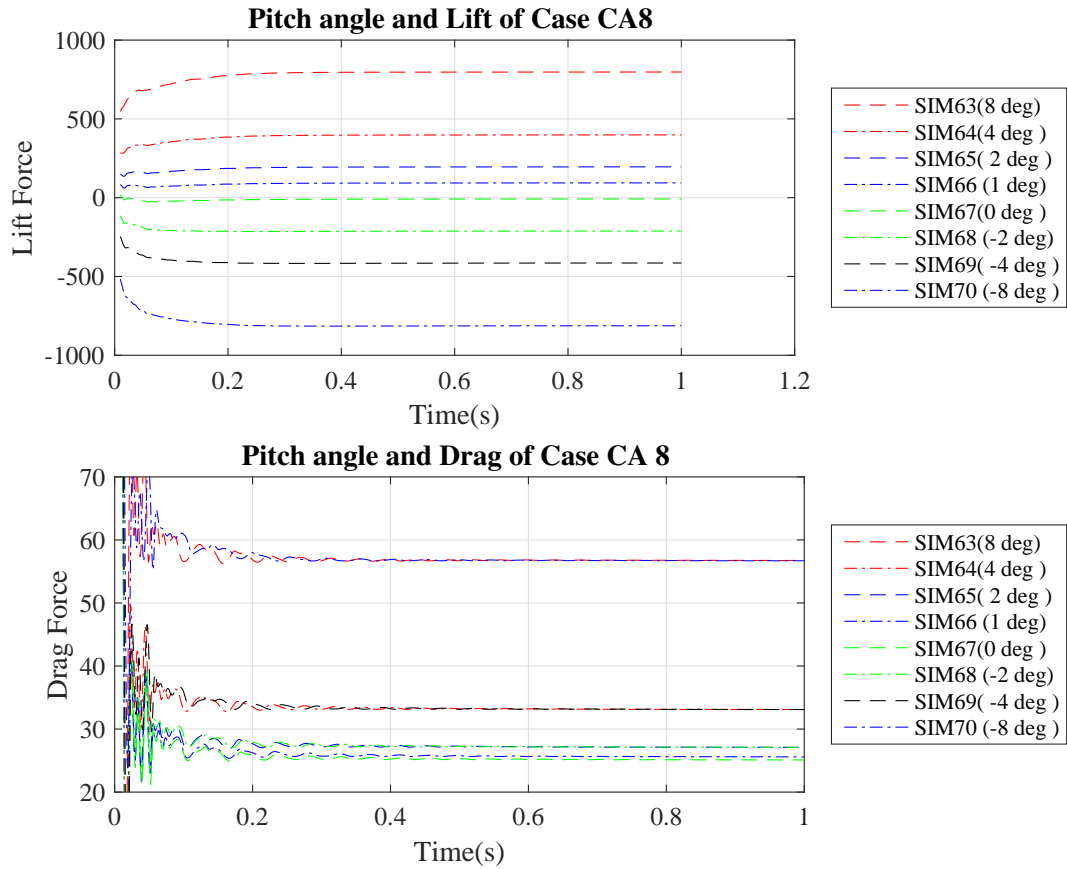 Pitch angle and Lift of Case CA8
1000
500
0
-500
-1000
Lift Force
0
0.2
0.4
0.6
0.8
1
1.2
Time(s)
SIM63(8 deg)
SIM64(4 deg )
SIM65( 2 deg )
SIM66 (1 deg)
SIM67(0 deg )
SIM68 (-2 deg)
SIM69( -4 deg )
SIM70 (-8 deg )
Pitch angle and Drag of Case CA 8
70
60
50
40
30
20
Drag Force
0
0.2
0.4
0.6
0.8
1
Time(s)
SIM63(8 deg)
SIM64(4 deg )
SIM65( 2 deg )
SIM66 (1 deg)
SIM67(0 deg )
SIM68 (-2 deg)
SIM69( -4 deg )
SIM70 (-8 deg )